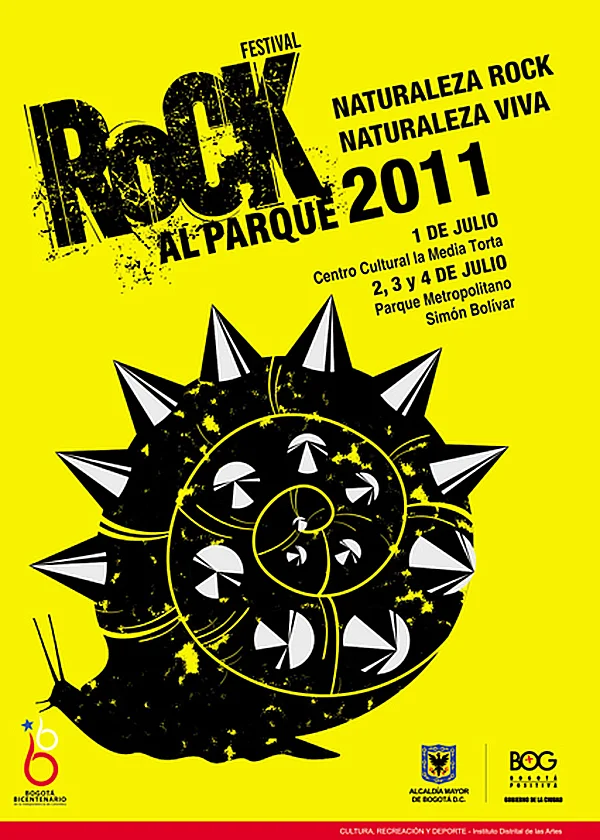 FESTIVAL
RoCK
AL PARQUE 2011
NATURALEZA ROCK
NATURALEZA VIVA
1 DE JULIO
Centro Cultural la Media Torta
2, 3 y 4 DE JULIO
Parque Metropolitano
Simón Bolívar
BOGOTÁ
BICENTENARIO
ALCALDÍA MAYOR
DE BOGOTÁ D.C.
BOG
BOGOTÁ
POSITIVA
GOBIERNO DE LA CIUDAD
CULTURA, RECREACIÓN Y DEPORTE - Instituto Distrital de las Artes